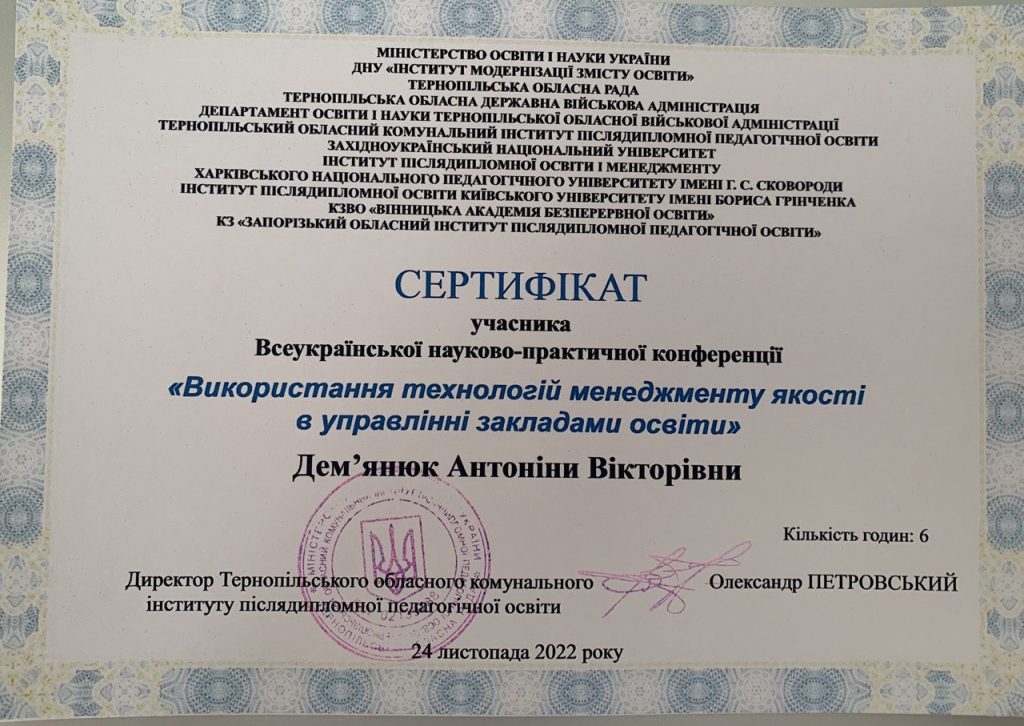 МІНІСТЕРСТВО ОСВІТИ І НАУКИ УКРАЇНИ
ДНУ «ІНСТИТУТ МОДЕРНІЗАЦІЇ ЗМІСТУ ОСВІТИ»
ТЕРНОПІЛЬСЬКА ОБЛАСНА РАДА
ТЕРНОПІЛЬСЬКА ОБЛАСНА ДЕРЖАВНА ВІЙСЬКОВА АДМІНІСТРАЦІЯ
ДЕПАРТАМЕНТ ОСВІТИ І НАУКИ ТЕРНОПІЛЬСЬКОЇ ОБЛАСНОЇ ВІЙСЬКОВОЇ АДМІНІСТРАЦІЇ
ТЕРНОПІЛЬСЬКИЙ ОБЛАСНИЙ КОМУНАЛЬНИЙ ІНСТИТУТ ПІСЛЯДИПЛОМНОЇ ПЕДАГОГІЧНОЇ ОСВІТИ
ЗАХІДНОУКРАЇНСЬКИЙ НАЦІОНАЛЬНИЙ УНІВЕРСИТЕТ
ІНСТИТУТ ПІСЛЯДИПЛОМНОЇ ОСВІТИ І МЕНЕДЖМЕНТУ
ХАРКІВСЬКОГО НАЦІОНАЛЬНОГО ПЕДАГОГІЧНОГО УНІВЕРСИТЕТУ ІМЕНІ Г. С. СКОВОРОДИ
ІНСТИТУТ ПІСЛЯДИПЛОМНОЇ ОСВІТИ КИЇВСЬКОГО УНІВЕРСИТЕТУ ІМЕНІ БОРИСА ГРІНЧЕНКА
КЗВО «ВІННИЦЬКА АКАДЕМІЯ БЕЗПЕРЕРВНОЇ ОСВІТИ»
КЗ «ЗАПОРІЗЬКИЙ ОБЛАСНИЙ ІНСТИТУТ ПІСЛЯДИПЛОМНОЇ ПЕДАГОГІЧНОЇ ОСВІТИ»
СЕРТИФІКАТ
учасника
Всеукраїнської науково-практичної конференції
«Використання технологій менеджменту якості
в управлінні закладами освіти»
Дем’янюк Антоніни Вікторівни
Кількість годин: 6
Директор Тернопільського обласного комунального Олександр ПЕТРОВСЬКИЙ
інституту післядипломної педагогічної освіти
24 листопада 2022 року